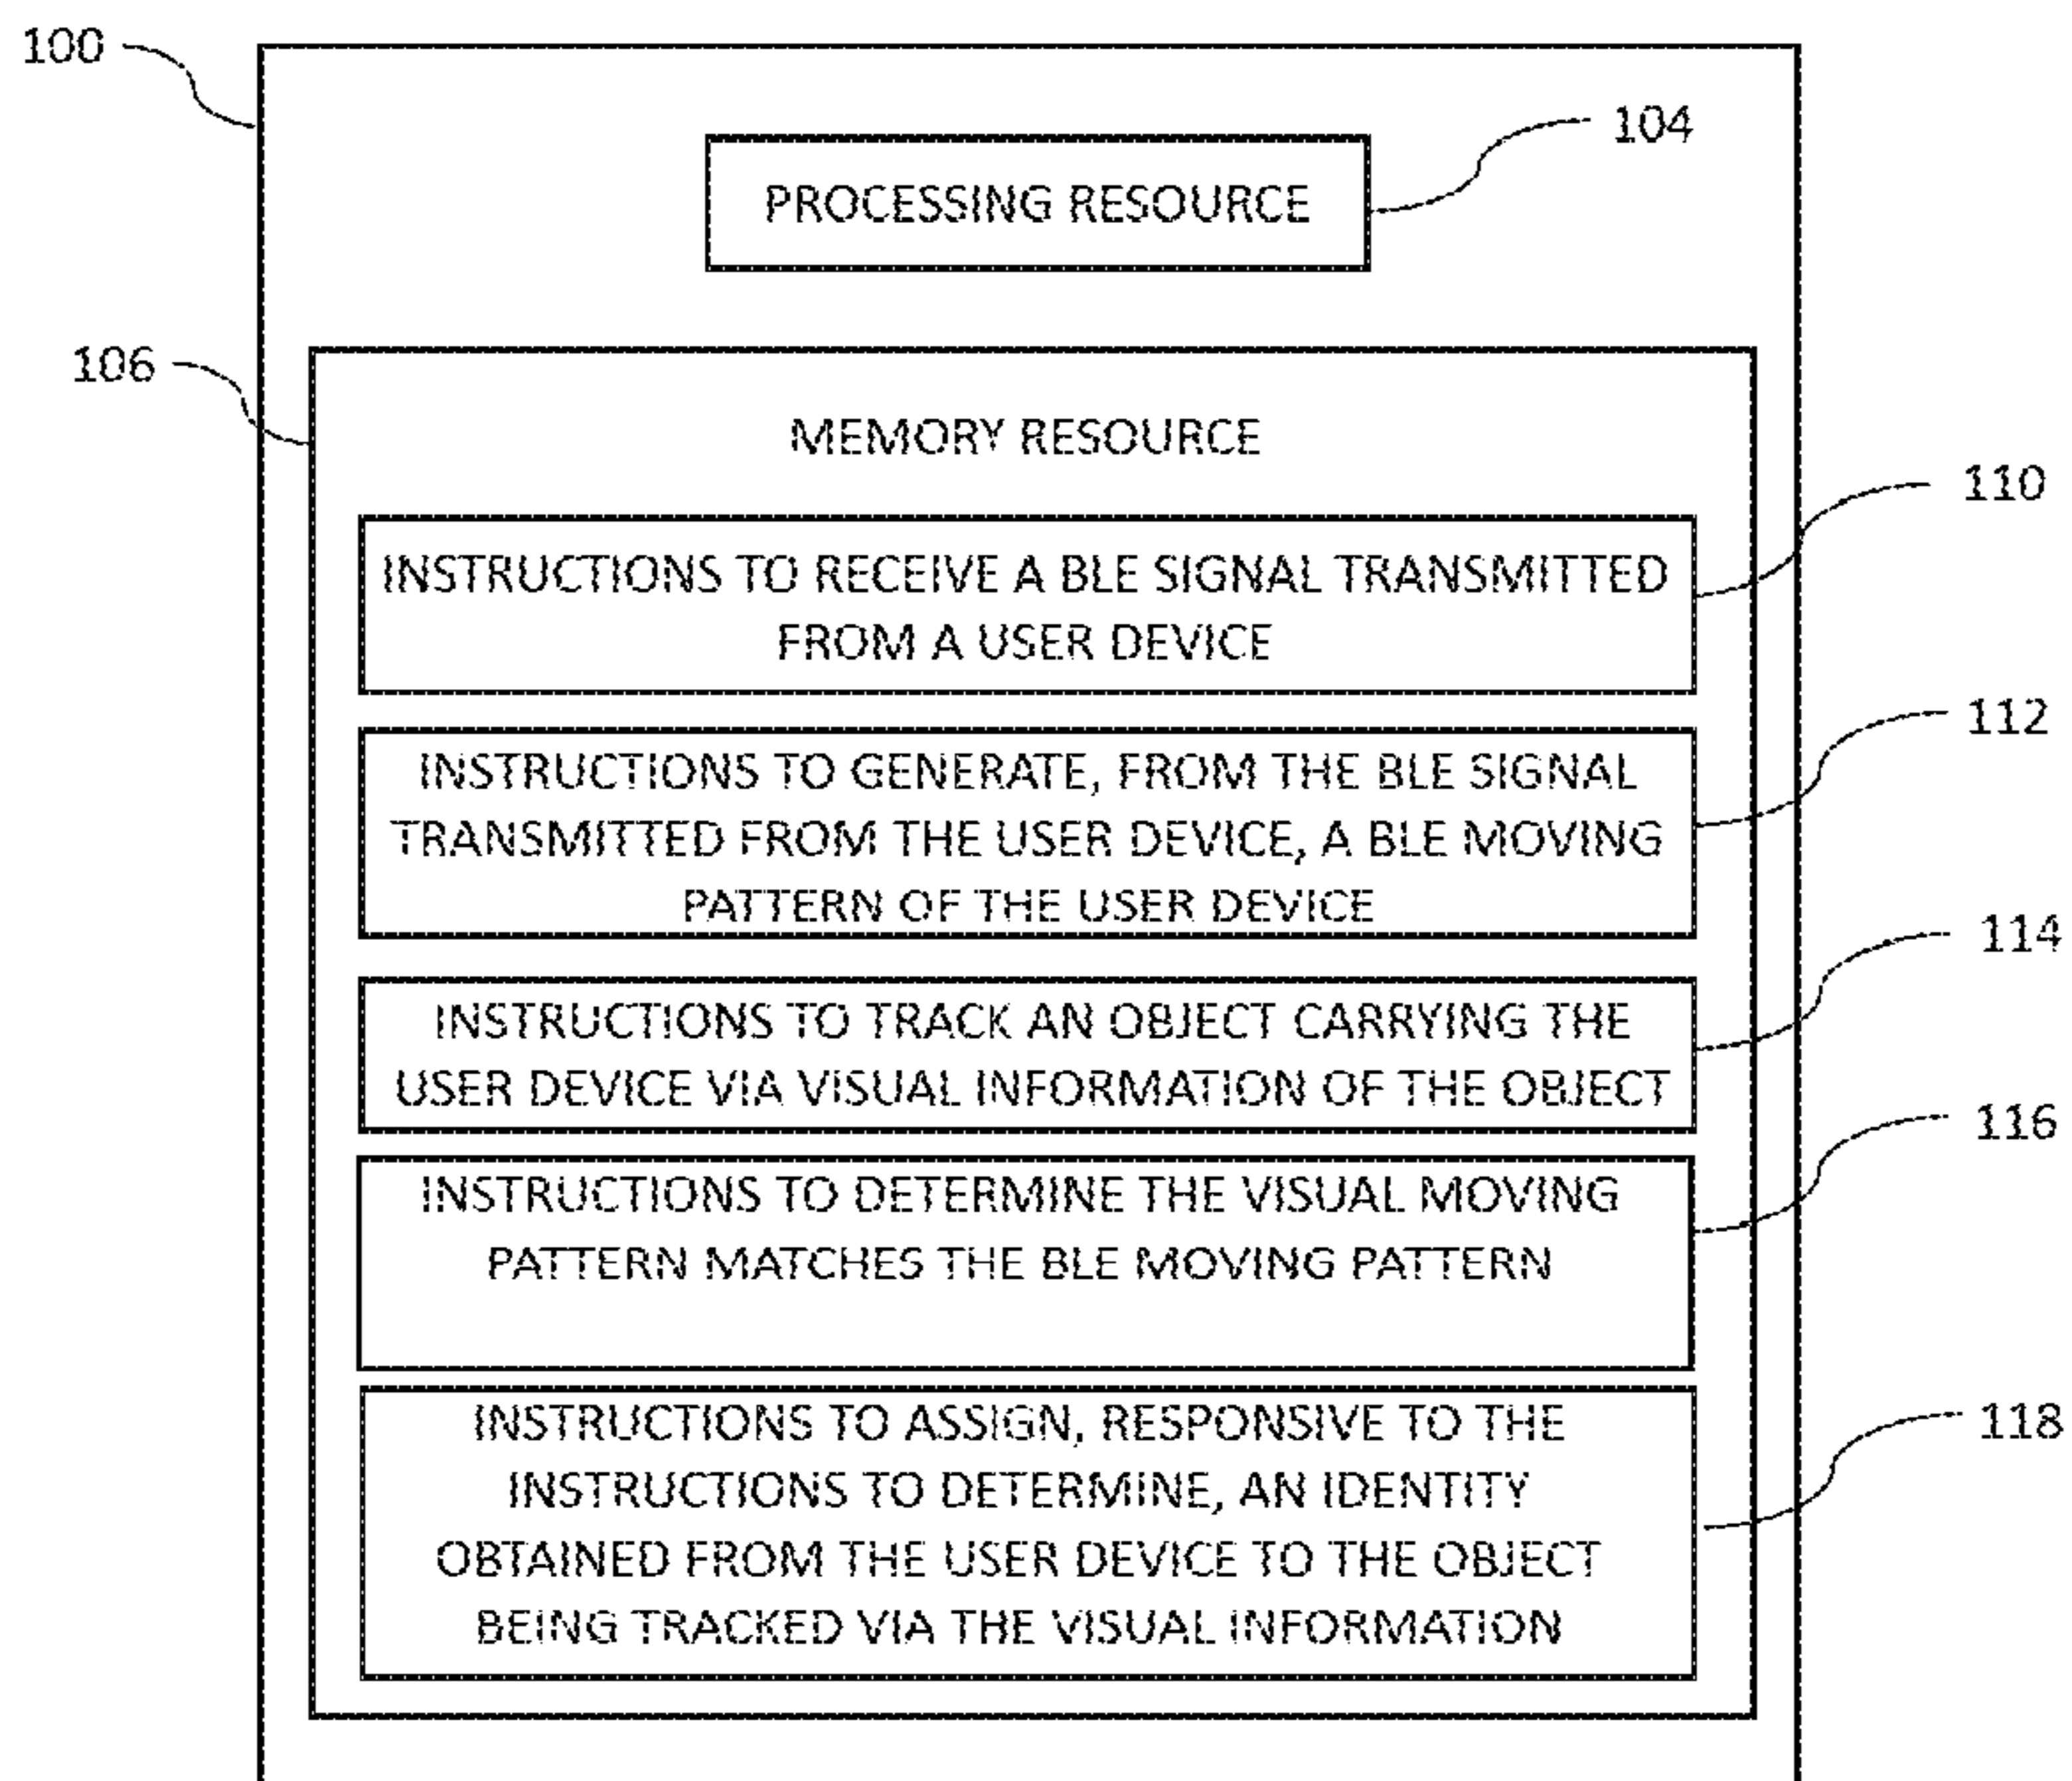 100
104
PROCESSING RESOURCE
106
MEMORY RESOURCE
110
INSTRUCTIONS TO RECEIVE A BLE SIGNAL TRANSMITTED
FROM A USER DEVICE
112
INSTRUCTIONS TO GENERATE, FROM THE BLE SIGNAL
TRANSMITTED FROM THE USER DEVICE, A BLE MOVING
PATTERN OF THE USER DEVICE
114
INSTRUCTIONS TO TRACK AN OBJECT CARRYING THE
USER DEVICE VIA VISUAL INFORMATION OF THE OBJECT
116
INSTRUCTIONS TO DETERMINE THE VISUAL MOVING
PATTERN MATCHES THE BLE MOVING PATTERN
118
INSTRUCTIONS TO ASSIGN, RESPONSIVE TO THE
INSTRUCTIONS TO DETERMINE, AN IDENTITY
OBTAINED FROM THE USER DEVICE TO THE OBJECT
BEING TRACKED VIA THE VISUAL INFORMATION